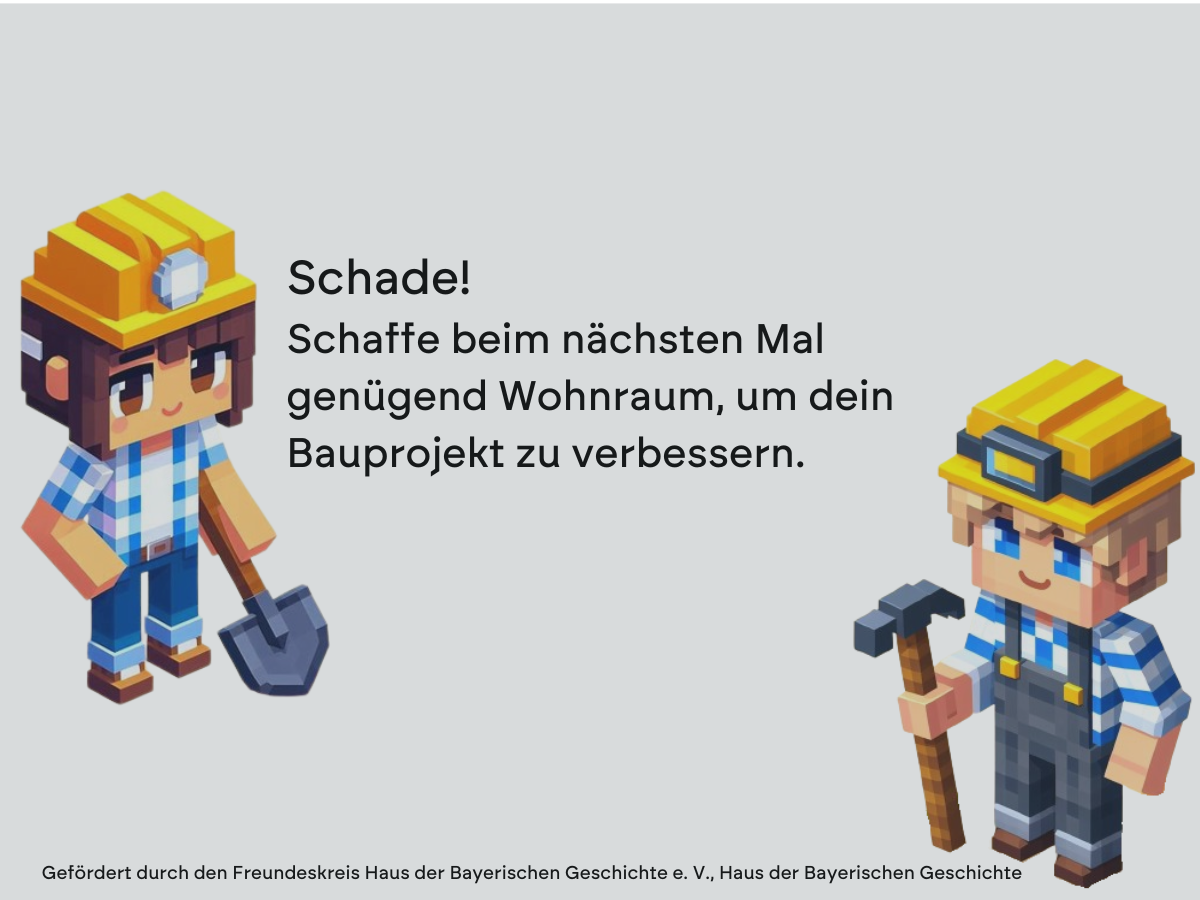 Schade!
Schaffe beim nächsten Mal
genügend Wohnraum, um dein
Bauprojekt zu verbessern.
Gefördert durch den Freundeskreis Haus der Bayerischen Geschichte e. V., Haus der Bayerischen Geschichte